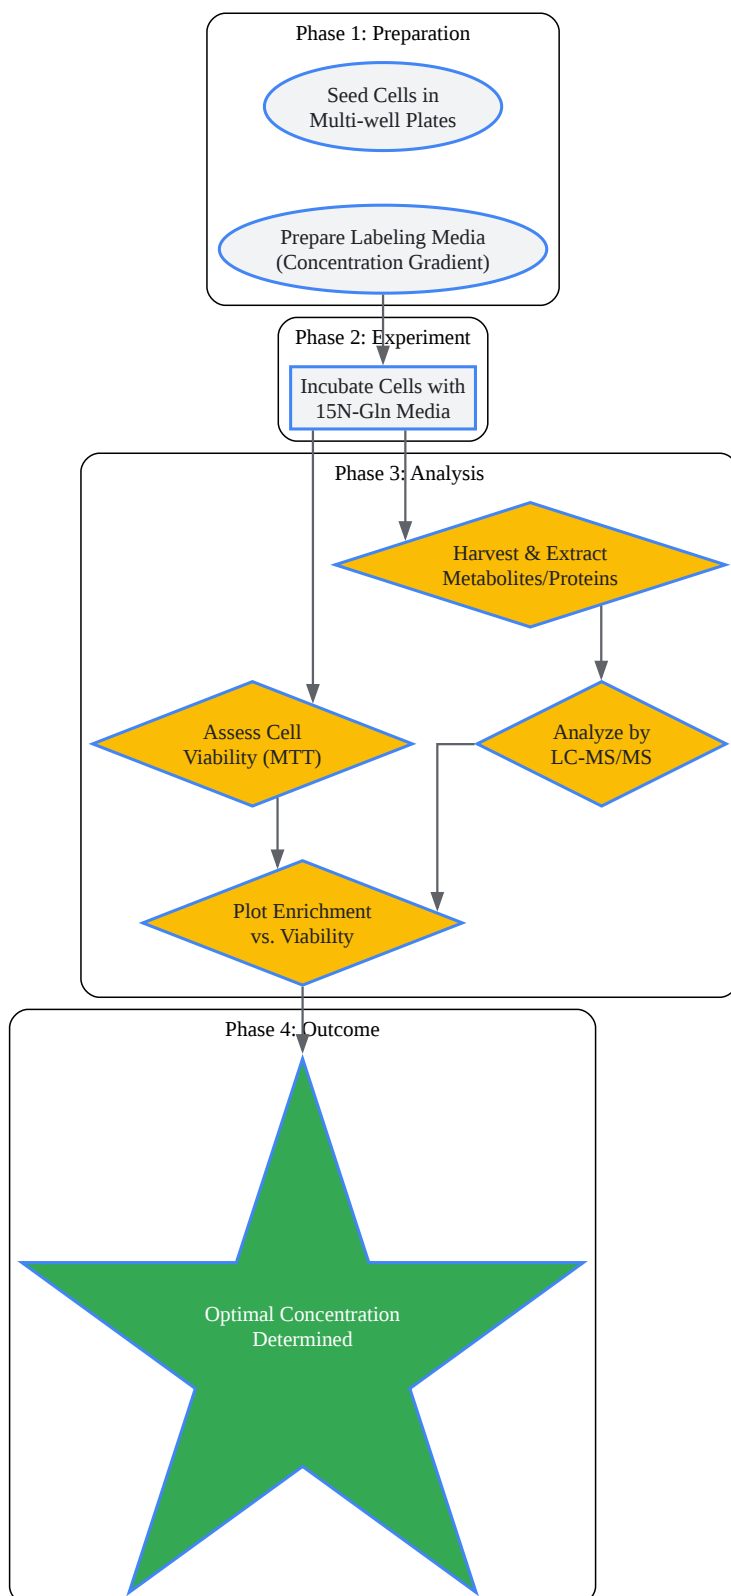 Phase 1: Preparation
Seed Cells in
Multi-well Plates
Prepare Labeling Media
(Concentration Gradient)
Phase 2: Experiment
Incubate Cells with
15N-Gln Media
Phase 3: Analysis
Harvest & Extract
Metabolites/Proteins
Assess Cell
Viability (MTT)
Analyze by
LC-MS/MS
Plot Enrichment
vs. Viability
Phase 4: Outcome
Optimal Concentration
Determined